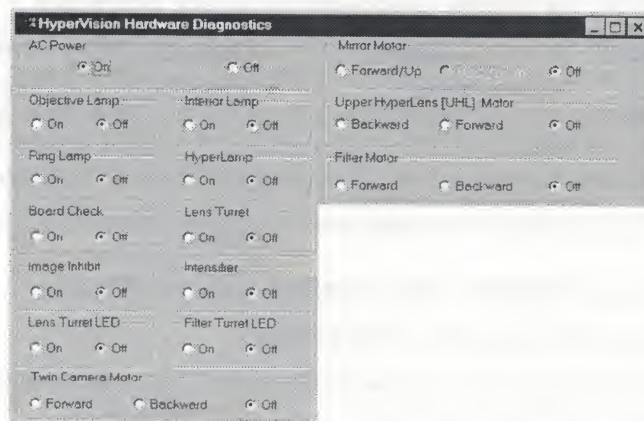 HyperVision Hardware Diagnostics
AC Power
On Off
Objective Lamp Interior Lamp
On Off On Off
Ring Lamp HyperLamp
On Off On Off
Board Check Lens Turret
On Off On Off
Image Inhibit Intensifier
On Off On Off
Lens Turret LED Filter Turret LED
On Off On Off
Twin Camera Motor
Forward Backward Off
Mirror Motor
Forward/Up Off
Upper HyperLens [UHL] Motor
Backward Forward Off
Filter Motor
Forward Backward Off